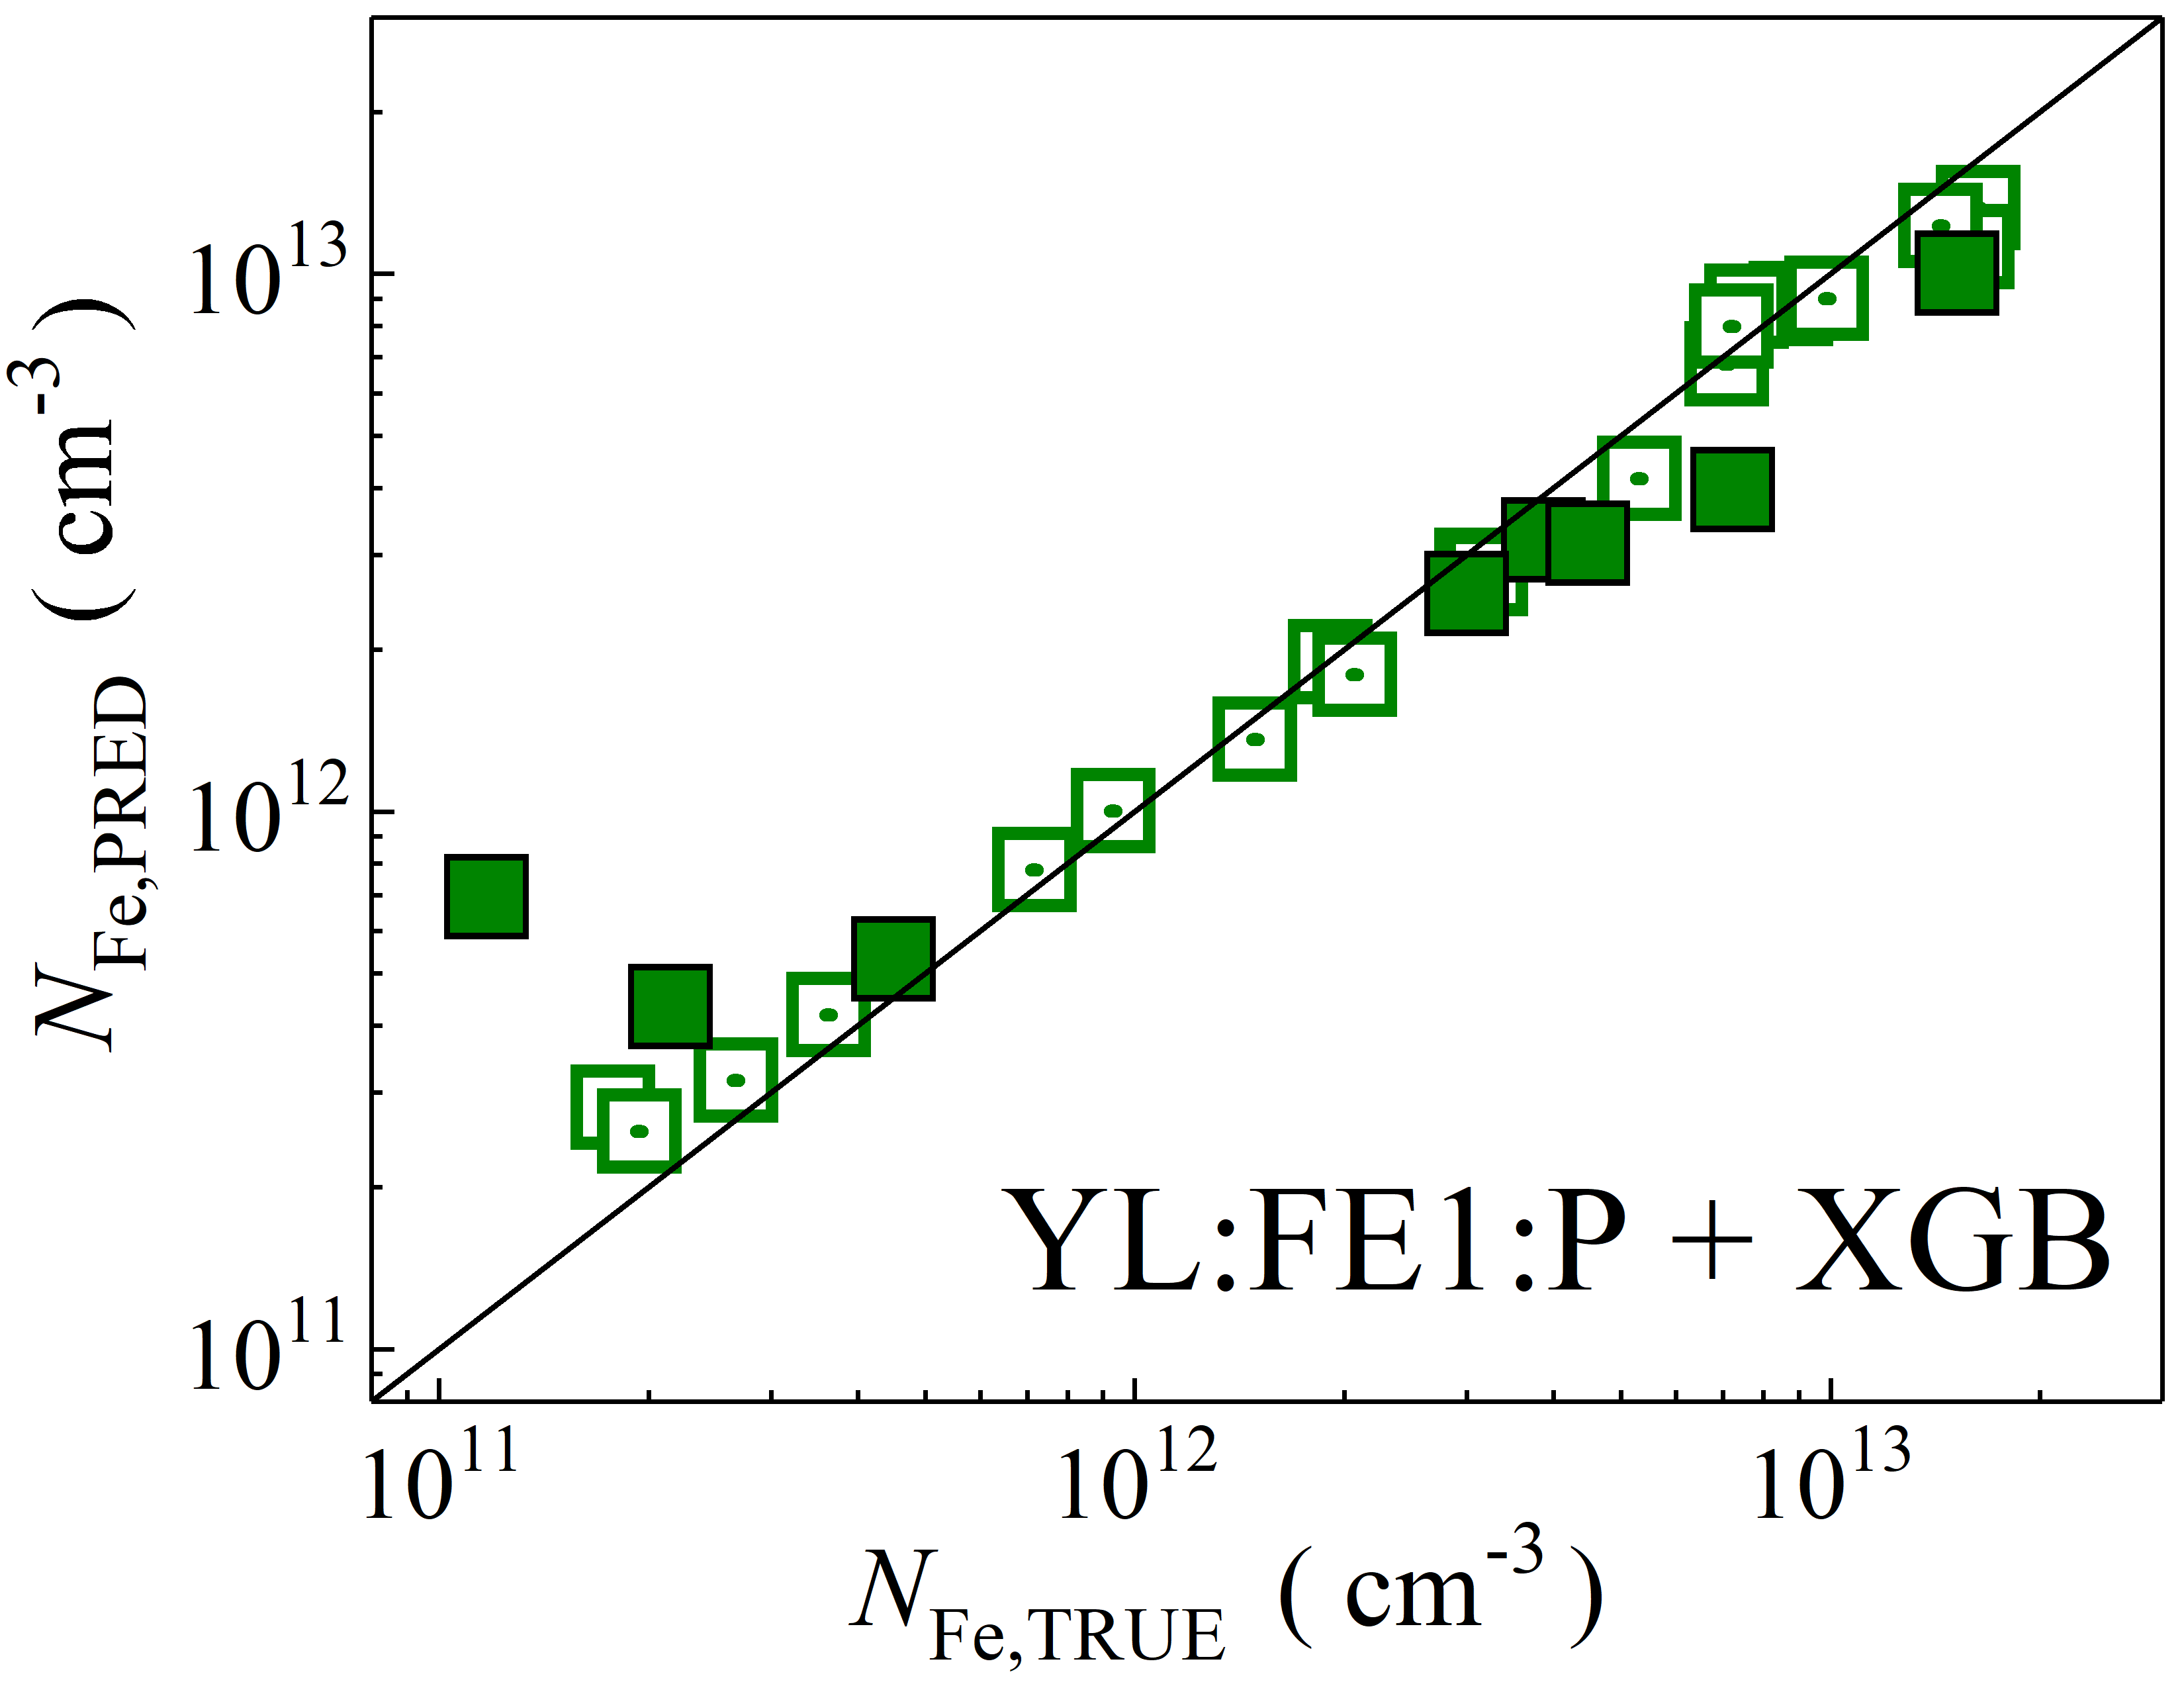 N_Fe,PRED ( cm^-3 )
10^13
10^12
10^11
YL:FE1:P + XGB
10^11 10^12 10^13
N_Fe,TRUE ( cm^-3 )